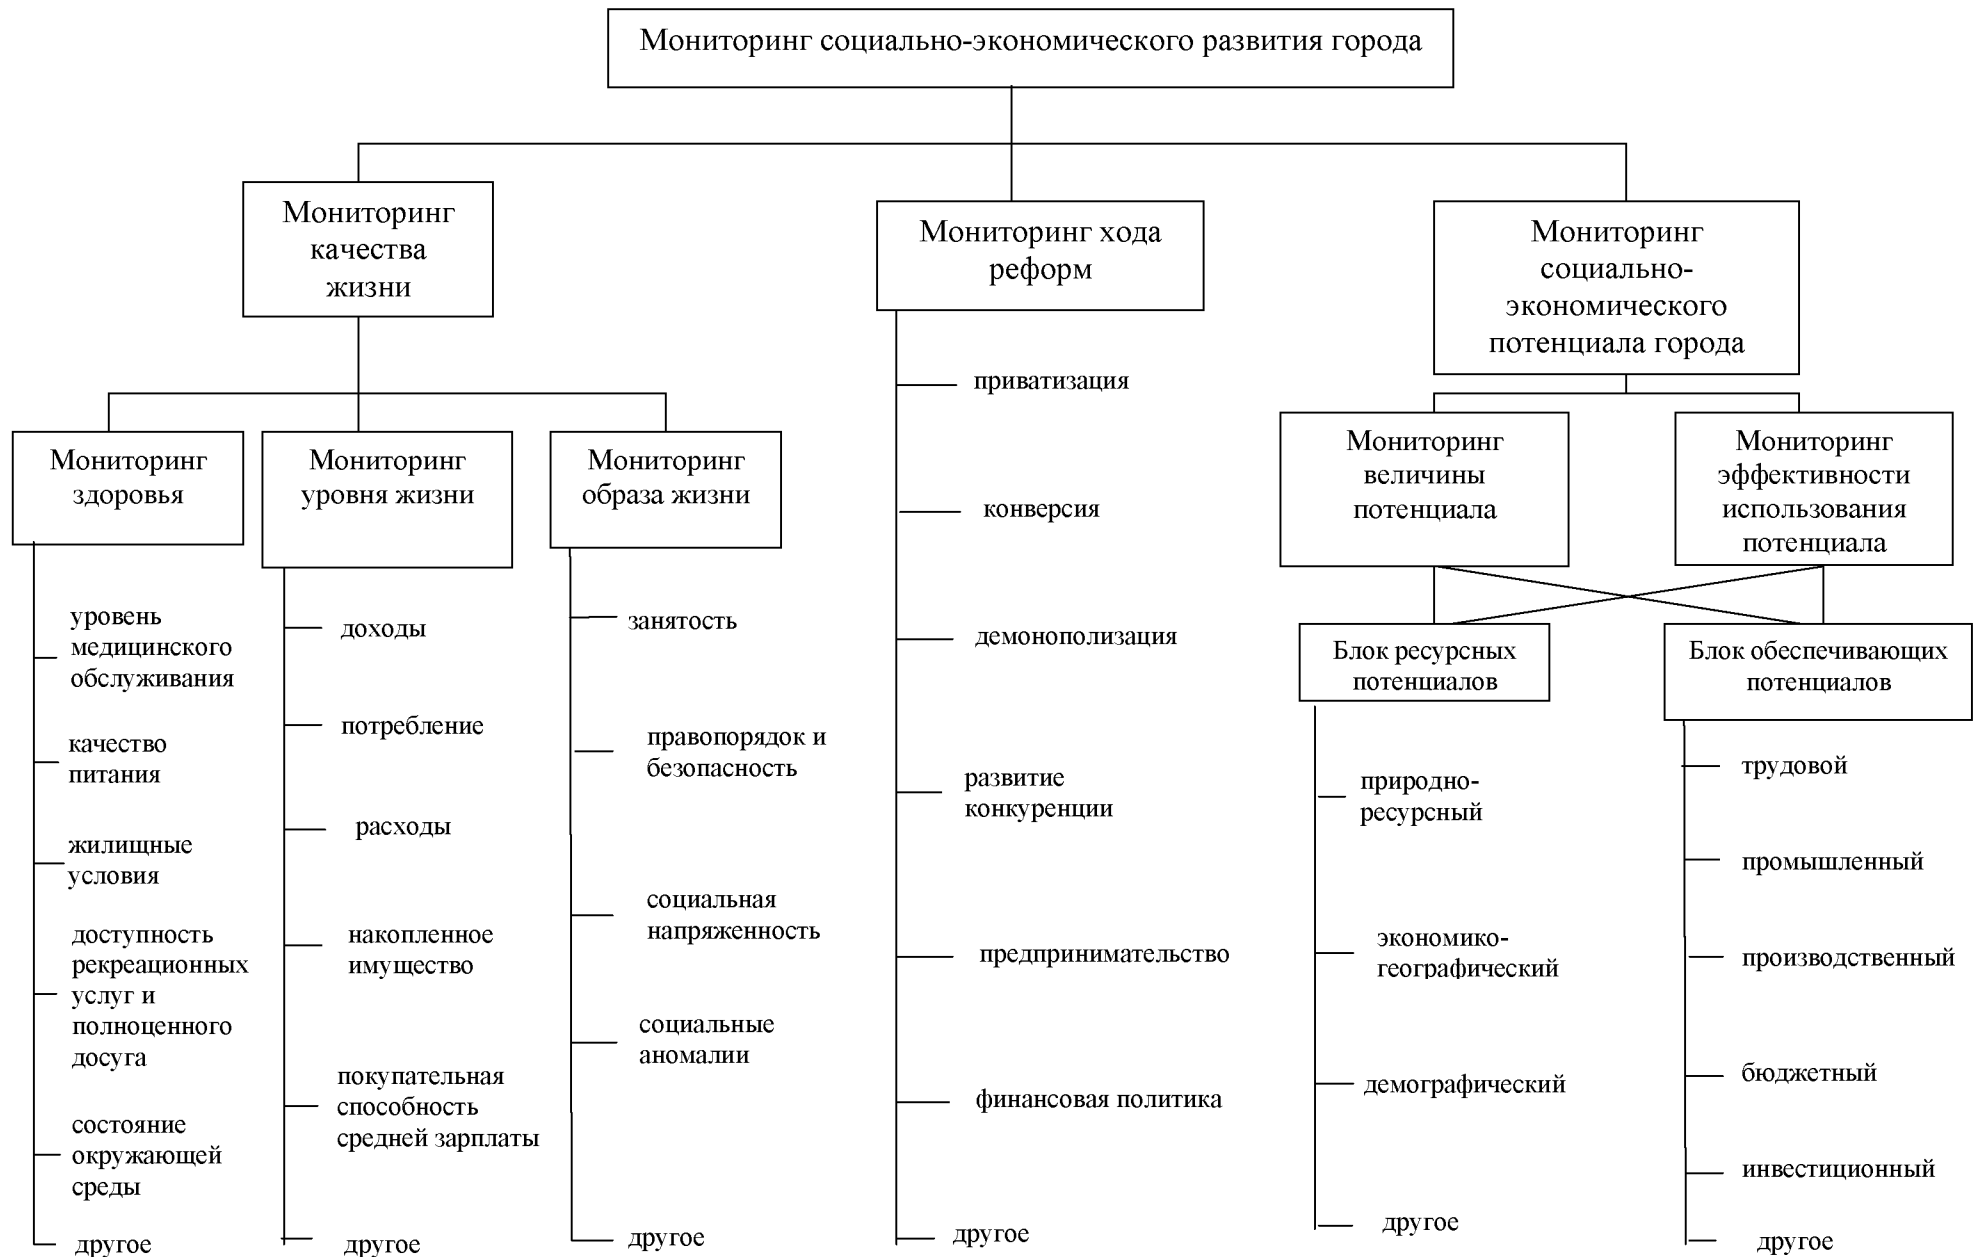 Мониторинг социально-экономического развития города
Мониторинг
качества
жизни
Мониторинг хода
реформ
Мониторинг
социально-
экономического
потенциала города
Мониторинг
здоровья
Мониторинг
уровня жизни
Мониторинг
образа жизни
Мониторинг
величины
потенциала
Мониторинг
эффективности
использования
потенциала
уровень
медицинского
обслуживания
качество
питания
жилищные
условия
доступность
рекреационных
услуг и
полноценного
досуга
состояние
окружающей
среды
другое
доходы
потребление
расходы
накопленное
имущество
покупательная
способность
средней зарплаты
другое
занятость
правопорядок и
безопасность
социальная
напряженность
социальные
аномалии
другое
приватизация
конверсия
демонополизация
развитие
конкуренции
предпринимательство
финансовая политика
другое
Блок ресурсных
потенциалов
природно-
ресурсный
экономико-
географический
демографический
другое
Блок обеспечивающих
потенциалов
трудовой
промышленный
производственный
бюджетный
инвестиционный
другое